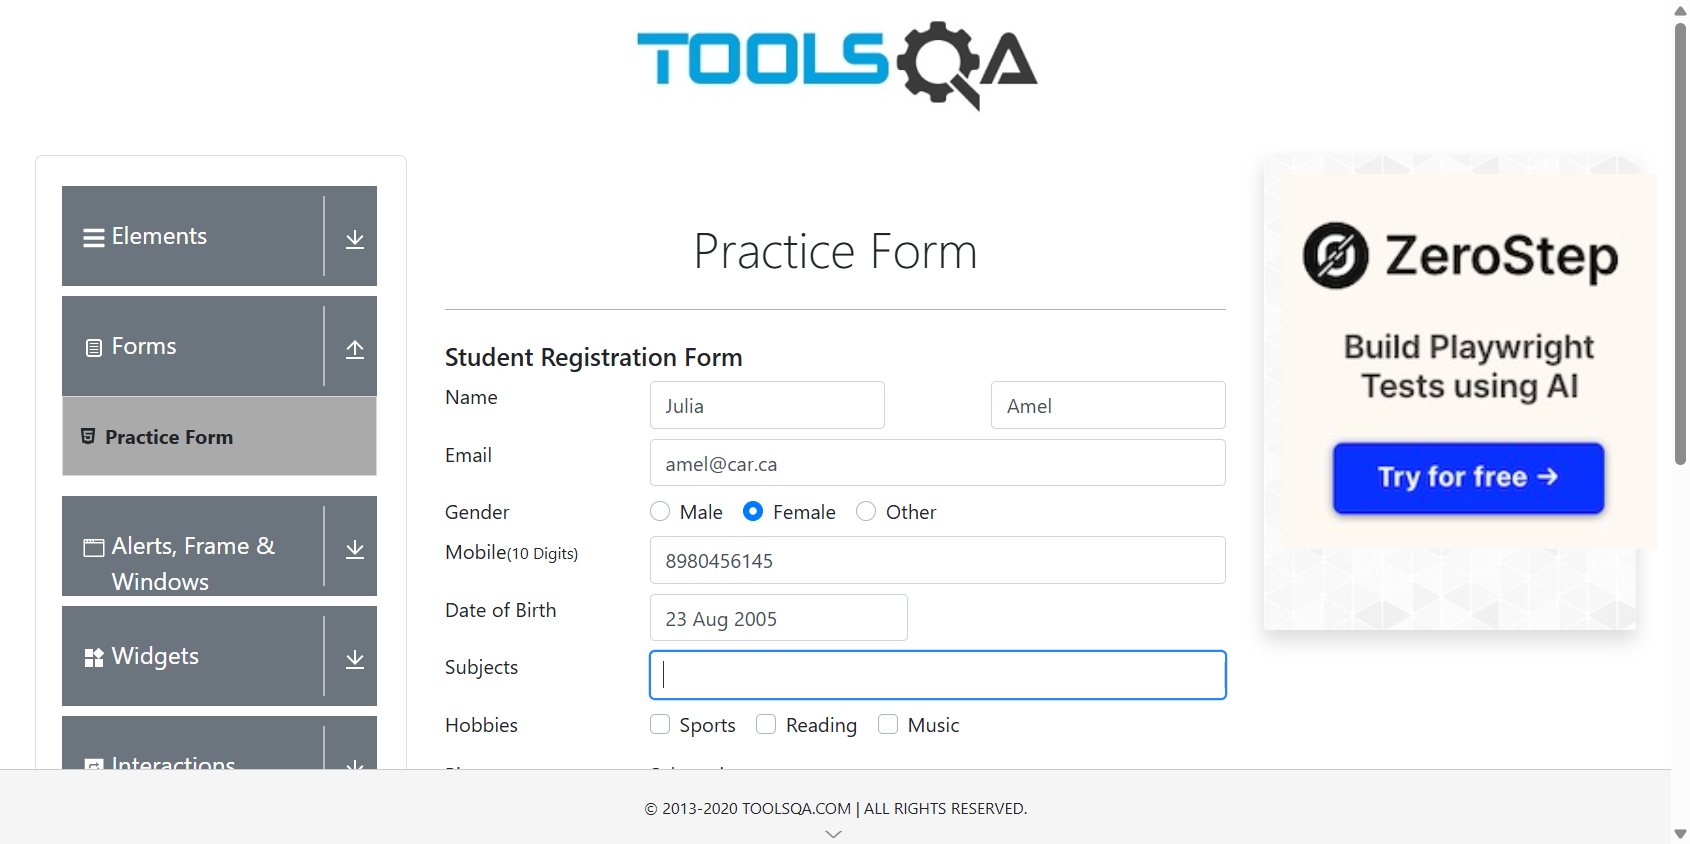 TOOLSQA
Elements
Forms
Practice Form
Alerts, Frame &
Windows
Widgets
Interactions
Practice Form
Student Registration Form
Name
Julia
Amel
Email
amel@car.ca
Gender
Male
Female
Other
Mobile(10 Digits)
8980456145
Date of Birth
23 Aug 2005
Subjects
Hobbies
Sports
Reading
Music
ZeroStep
Build Playwright
Tests using AI
Try for free →
© 2013-2020 TOOLSQA.COM | ALL RIGHTS RESERVED.